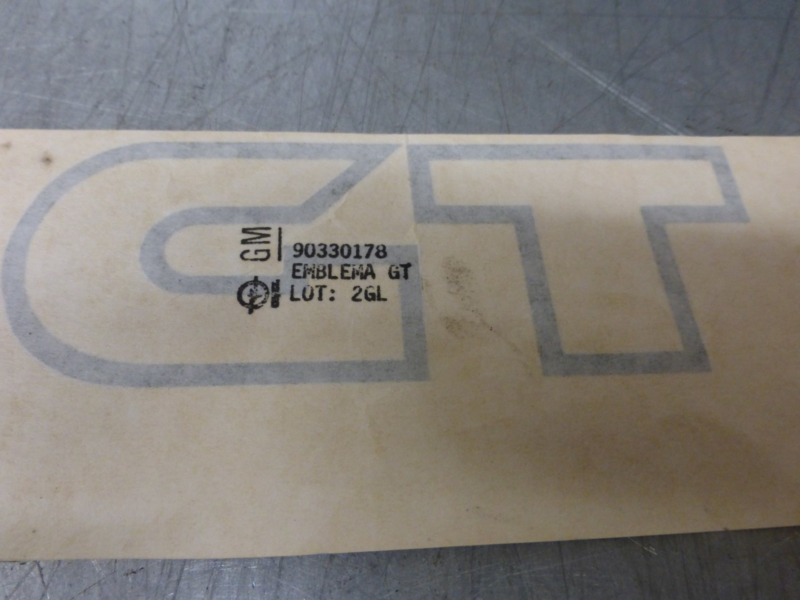 GT
GM
90330178
EMBLEMA GT
LOT: 2GL